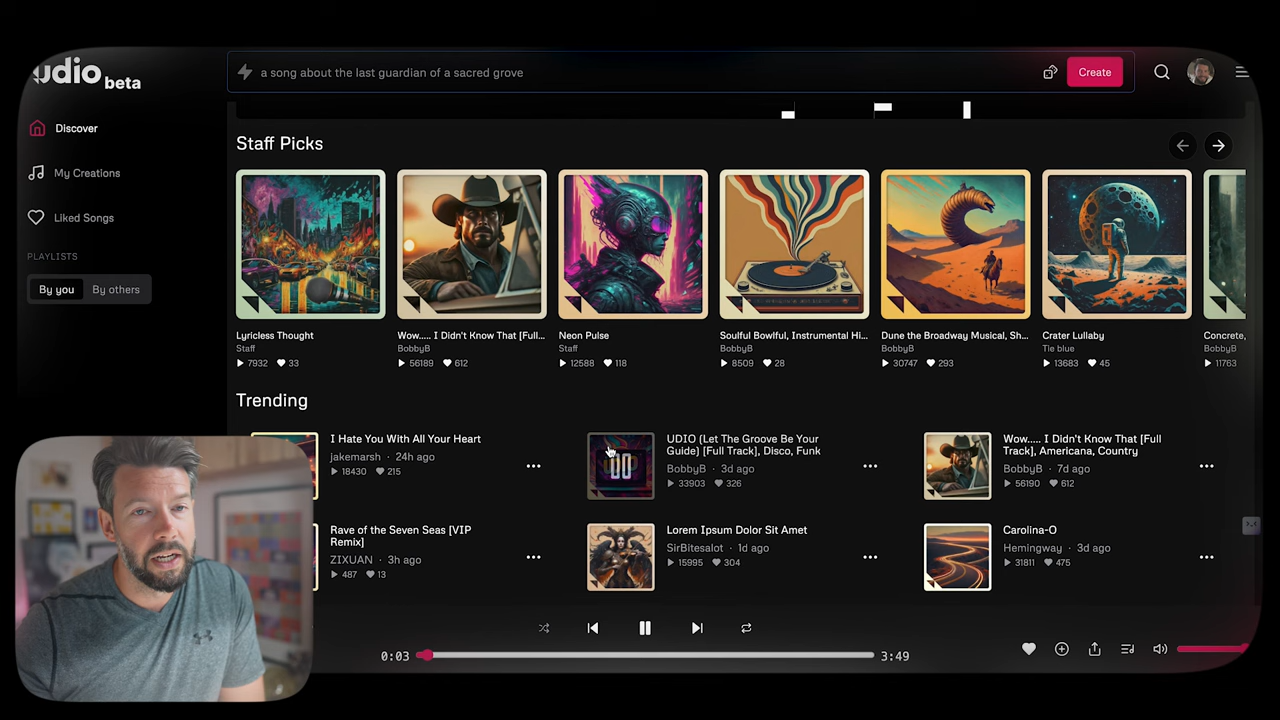 udio beta
a song about the last guardian of a sacred grove
Create
Discover
My Creations
Liked Songs
PLAYLISTS
By you
By others
Staff Picks
Lyricless Thought
Staff
7932 33
Wow..... I Didn't Know That [Full...
BobbyB
56189 612
Neon Pulse
Staff
12588 118
Soulful Bowlful, Instrumental Hi...
BobbyB
8509 28
Dune the Broadway Musical, Sh...
BobbyB
30747 293
Crater Lullaby
Tie blue
13683 45
Concrete,
BobbyB
11763
Trending
I Hate You With All Your Heart
jakemarsh · 24h ago
18430 215
UDIO (Let The Groove Be Your
Guide) [Full Track], Disco, Funk
BobbyB · 3d ago
33903 326
Wow..... I Didn't Know That [Full
Track], Americana, Country
BobbyB · 7d ago
56190 612
Rave of the Seven Seas [VIP
Remix]
ZIXUAN · 3h ago
487 13
Lorem Ipsum Dolor Sit Amet
SirBitesalot · 1d ago
15995 304
Carolina-O
Hemingway · 3d ago
31811 475
0:03
3:49